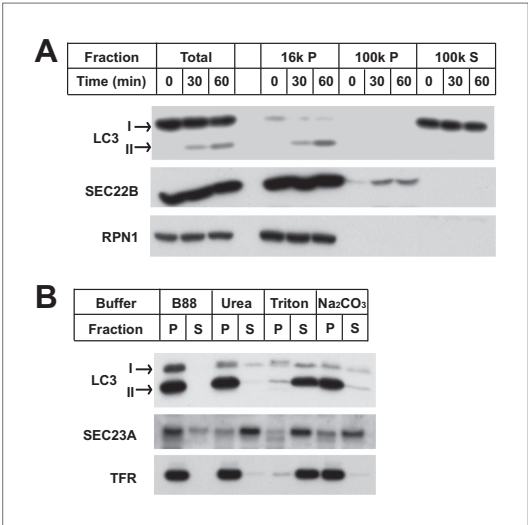 A
Fraction Total 16k P 100k P 100k S
Time (min) 0 30 60 0 30 60 0 30 60 0 30 60
I→
LC3
II→
SEC22B
RPN1
B
Buffer B88 Urea Triton Na₂CO₃
Fraction P S P S P S P S
I→
LC3
II→
SEC23A
TFR